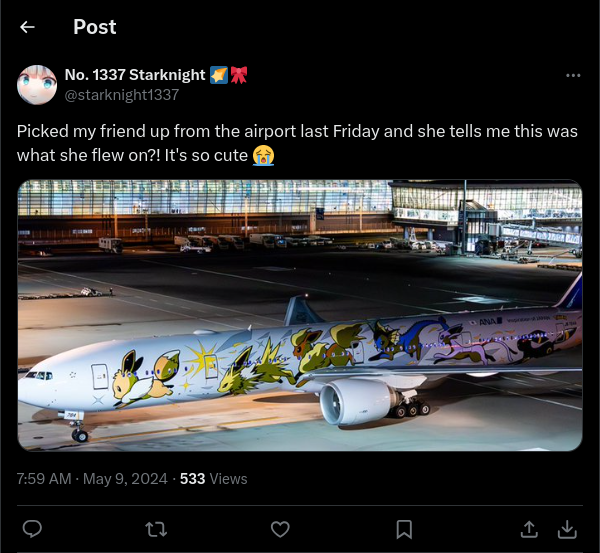 Post
No. 1337 Starknight
@starknight1337
Picked my friend up from the airport last Friday and she tells me this was
what she flew on?! It's so cute 😭
ANA
784
7:59 AM · May 9, 2024 · 533 Views